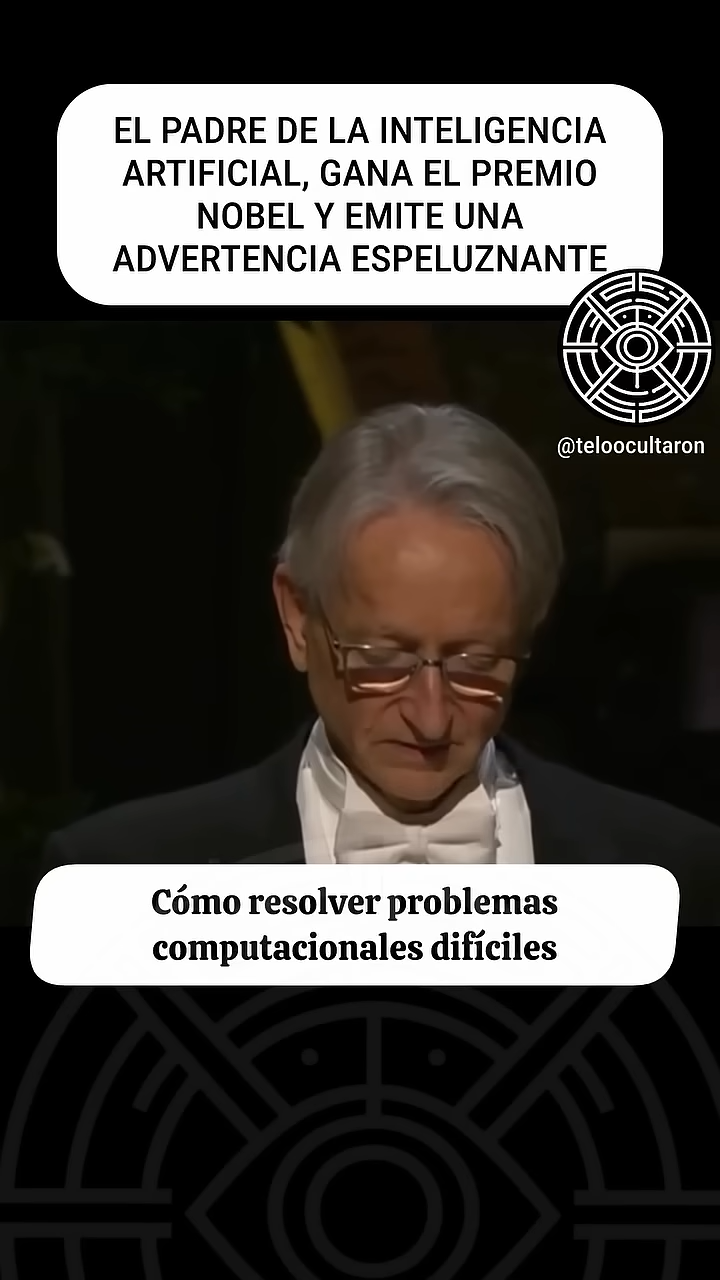 EL PADRE DE LA INTELIGENCIA
ARTIFICIAL, GANA EL PREMIO
NOBEL Y EMITE UNA
ADVERTENCIA ESPELUZNANTE
@teloocultaron
Cómo resolver problemas
computacionales difíciles